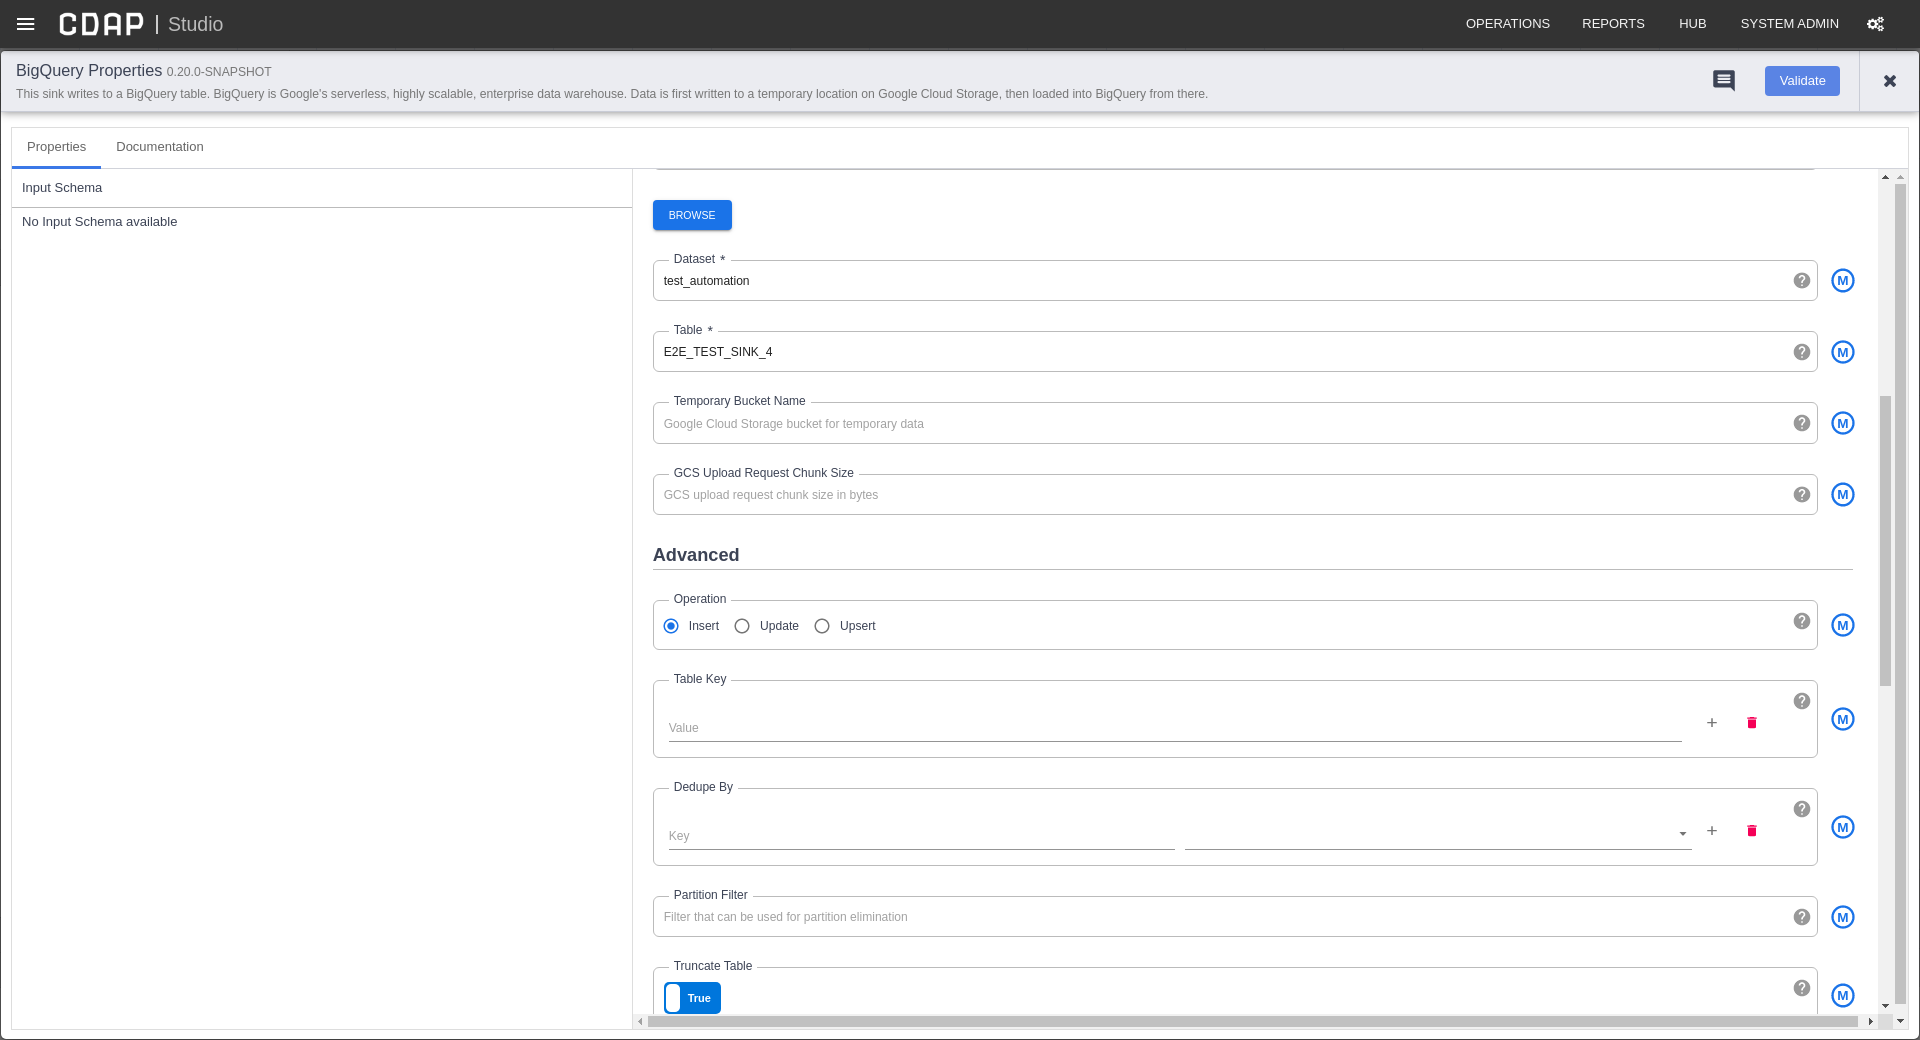 CDAP | Studio
OPERATIONS REPORTS HUB SYSTEM ADMIN
BigQuery Properties 0.20.0-SNAPSHOT
This sink writes to a BigQuery table. BigQuery is Google's serverless, highly scalable, enterprise data warehouse. Data is first written to a temporary location on Google Cloud Storage, then loaded into BigQuery from there.
Validate
Properties Documentation
Input Schema
No Input Schema available
BROWSE
Dataset *
test_automation
M
Table *
E2E_TEST_SINK_4
M
Temporary Bucket Name
Google Cloud Storage bucket for temporary data
M
GCS Upload Request Chunk Size
GCS upload request chunk size in bytes
M
Advanced
Operation
Insert Update Upsert
M
Table Key
Value
M
Dedupe By
Key
M
Partition Filter
Filter that can be used for partition elimination
M
Truncate Table
True
M